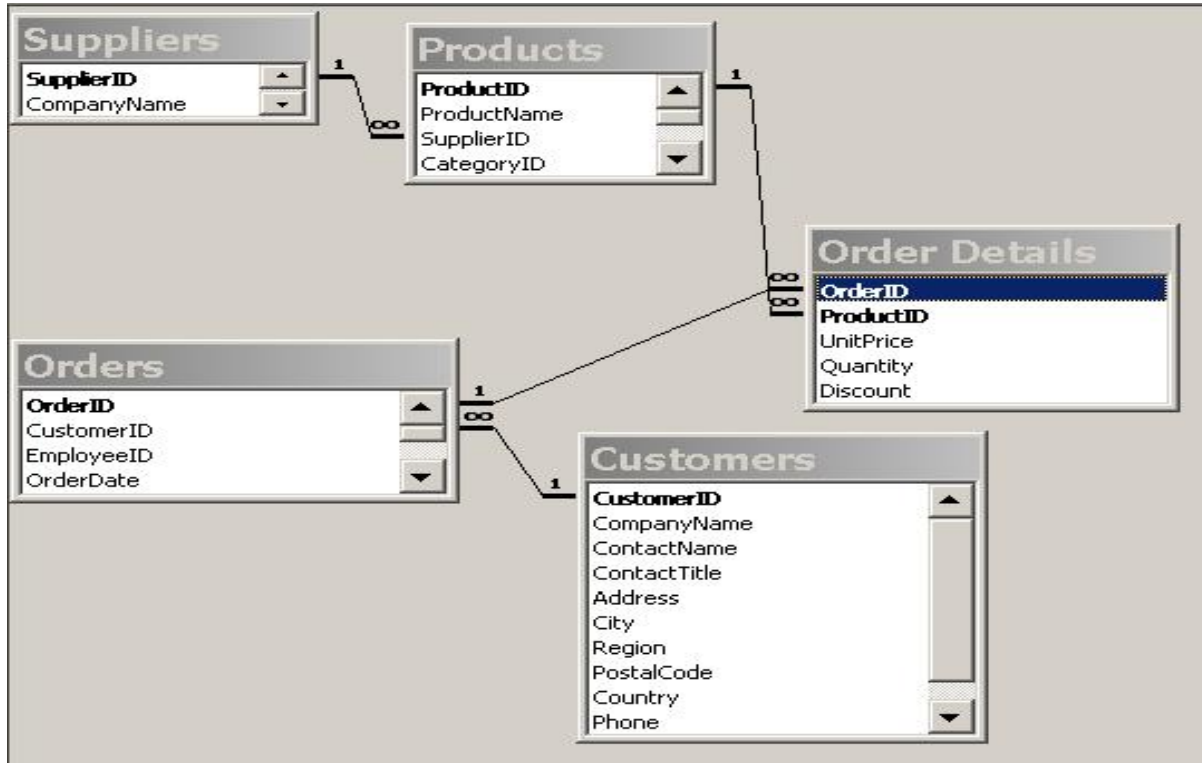 Suppliers
SupplierID
CompanyName
1
∞
Products
ProductID
ProductName
SupplierID
CategoryID
1
∞
∞
Order Details
OrderID
ProductID
UnitPrice
Quantity
Discount
Orders
OrderID
CustomerID
EmployeeID
OrderDate
1
∞
1
Customers
CustomerID
CompanyName
ContactName
ContactTitle
Address
City
Region
PostalCode
Country
Phone